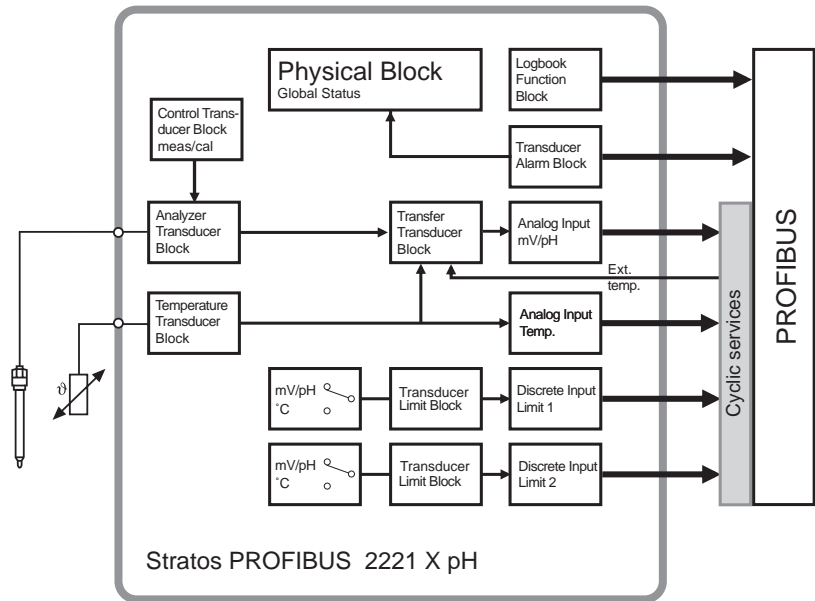 Physical Block
Global Status
Logbook
Function
Block
Control Trans-
ducer Block
meas/cal
Transducer
Alarm Block
Analyzer
Transducer
Block
Transfer
Transducer
Block
Analog Input
mV/pH
Ext.
temp.
Temperature
Transducer
Block
Analog Input
Temp.
ϑ
mV/pH
°C
Transducer
Limit Block
Discrete Input
Limit 1
mV/pH
°C
Transducer
Limit Block
Discrete Input
Limit 2
Cyclic services
PROFIBUS
Stratos PROFIBUS 2221 X pH